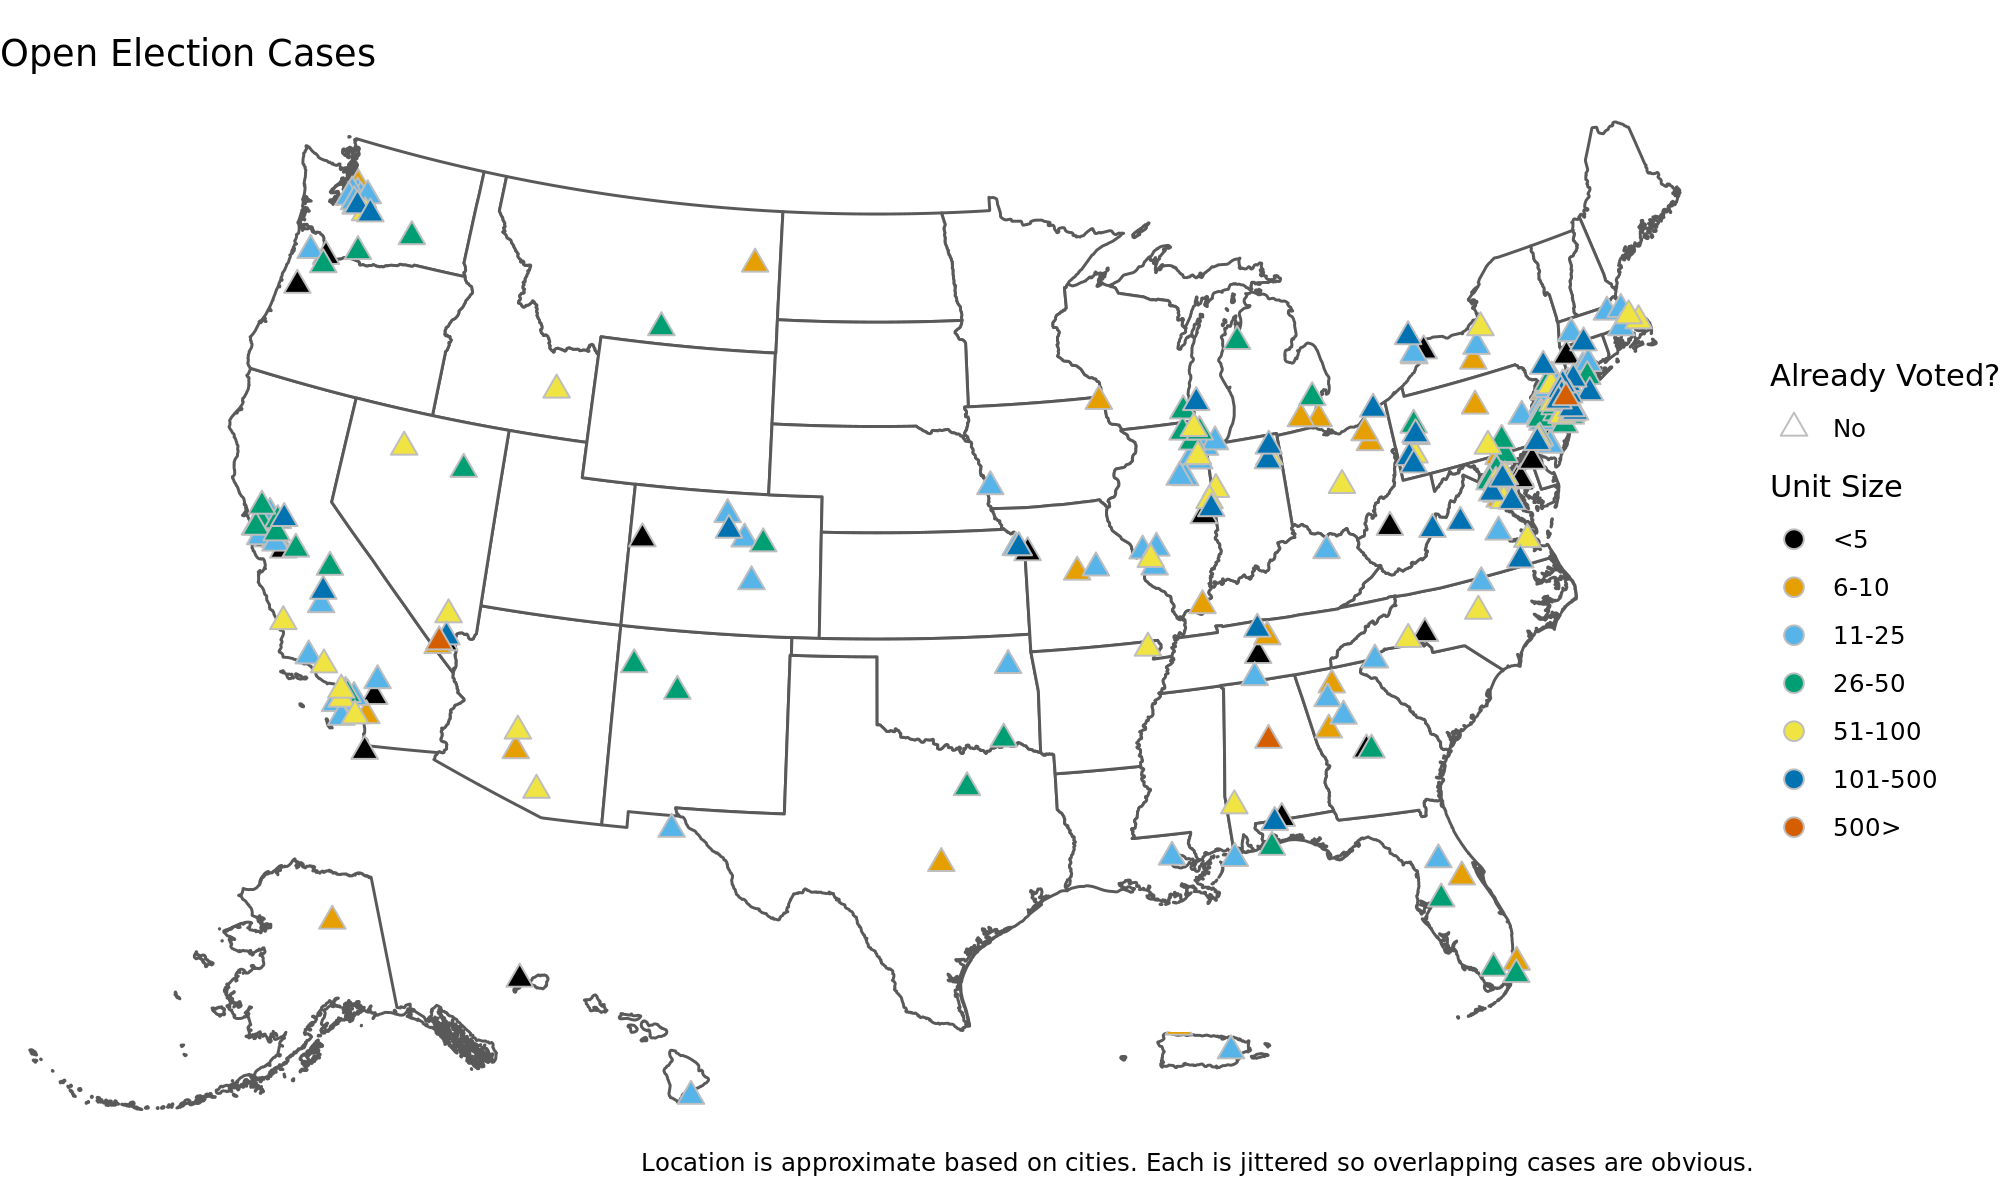 Open Election Cases
Already Voted?
No
Unit Size
<5
6-10
11-25
26-50
51-100
101-500
500>
Location is approximate based on cities. Each is jittered so overlapping cases are obvious.